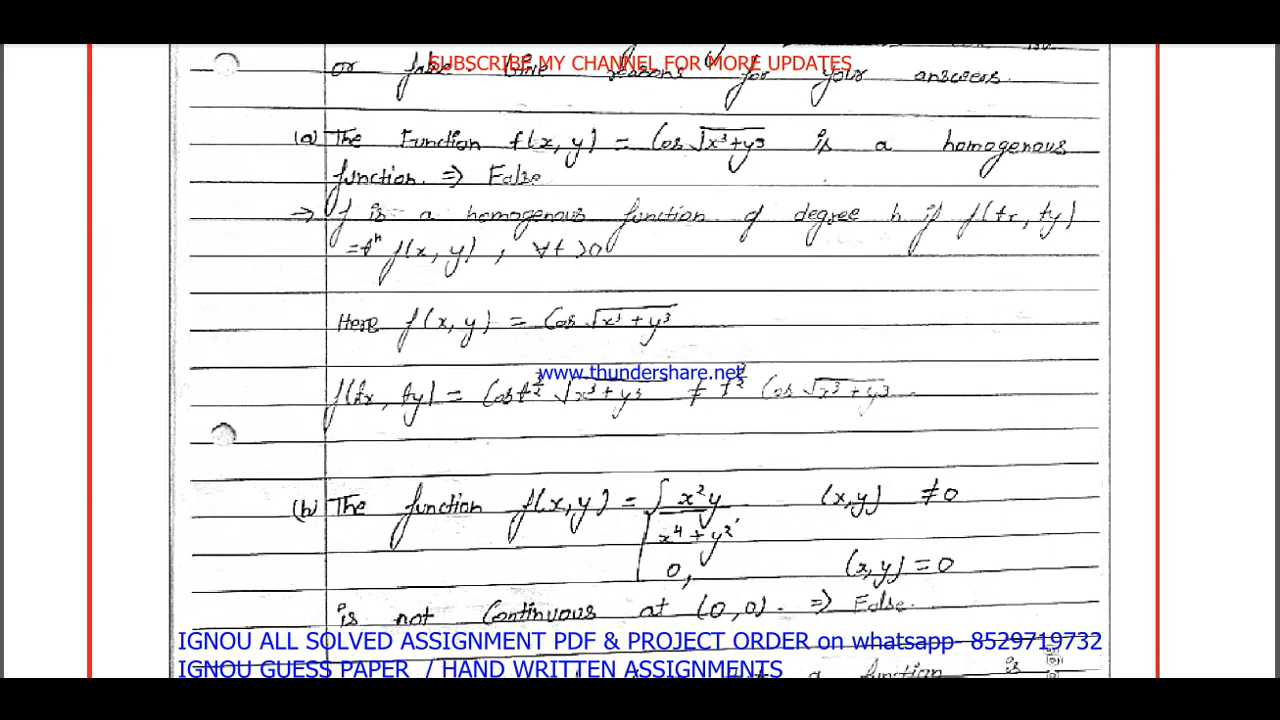 SUBSCRIBE MY CHANNEL FOR MORE UPDATES
or false. Give reasons for your answers.
(a) The Function f(x, y) = Cos √x³+y³ is a homogenous
function. ⇒ False
⇒ f is a homogenous function of degree h if f(tx, ty)
= tʰ f(x, y) , ∀t >0
Here f(x, y) = Cos √x³ + y³
www.thundershare.net
f(tx, ty) = Cos t^3/2 √x³+y³ ≠ t^3/2 Cos √x³+y³
(b) The function f(x,y) = { x²y / x⁴ + y² , (x,y) ≠ 0
0, (x,y) = 0
is not Continuous at (0,0). ⇒ False.
IGNOU ALL SOLVED ASSIGNMENT PDF & PROJECT ORDER on whatsapp- 8529719732
IGNOU GUESS PAPER / HAND WRITTEN ASSIGNMENTS
a function is